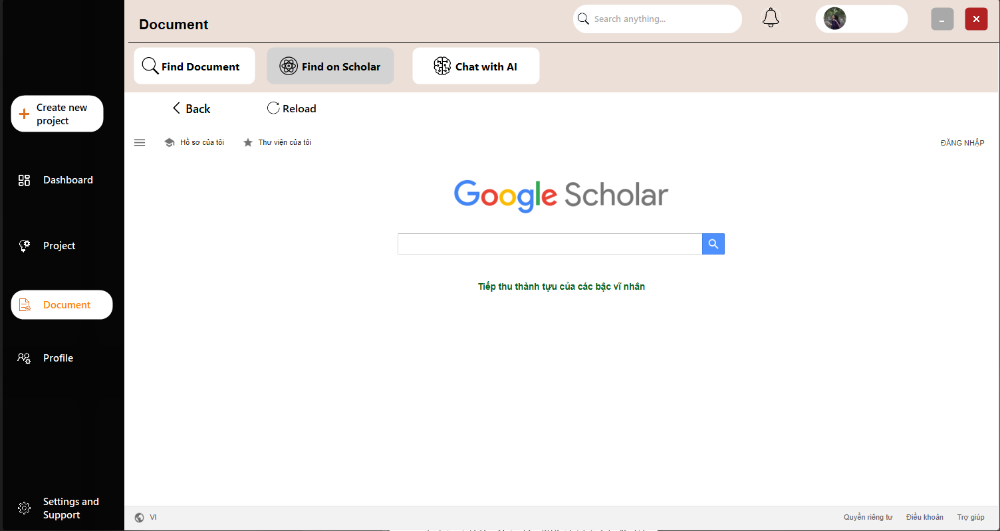 Document
Search anything...
Find Document
Find on Scholar
Chat with AI
Back
Reload
Create new
project
Hồ sơ của tôi
Thư viện của tôi
ĐĂNG NHẬP
Google Scholar
Dashboard
Project
Tiếp thu thành tựu của các bậc vĩ nhân
Document
Profile
Settings and
Support
VI
Quyền riêng tư
Điều khoản
Trợ giúp